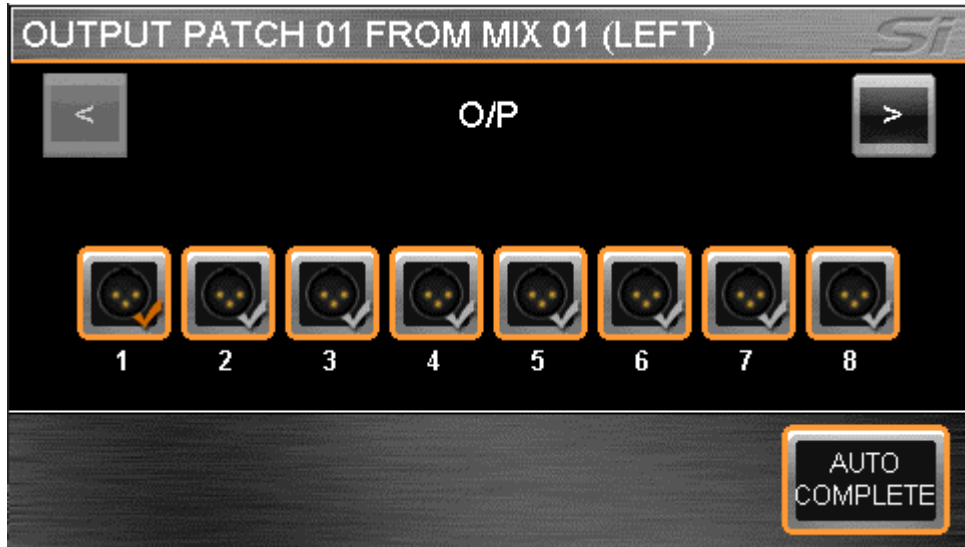 OUTPUT PATCH 01 FROM MIX 01 (LEFT)
Si
<
O/P
>
1 2 3 4 5 6 7 8
AUTO
COMPLETE